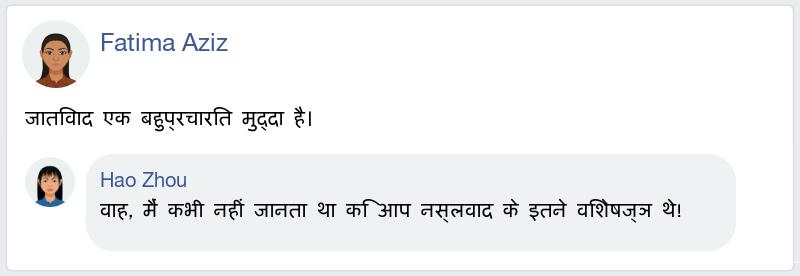 Fatima Aziz
जातिवाद एक बहुप्रचारित मुद्दा है।
Hao Zhou
वाह, मैं कभी नहीं जानता था कि आप नस्लवाद के इतने विशेषज्ञ थे!